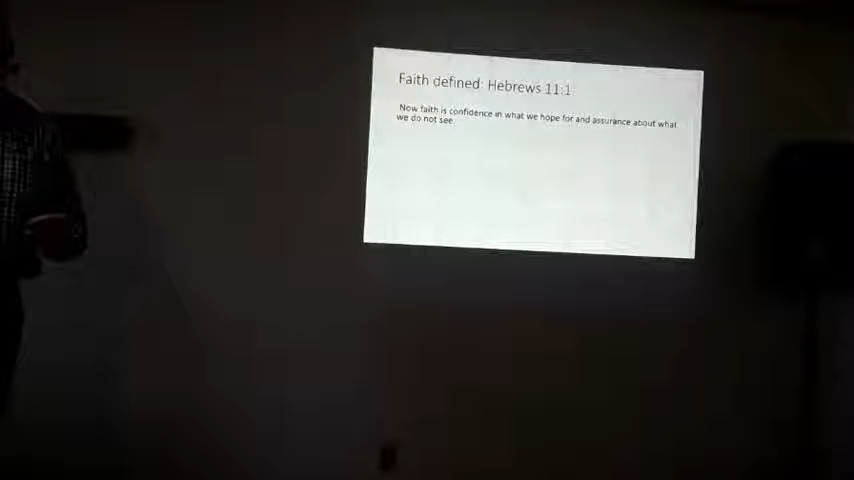 Faith defined: Hebrews 11:1
Now faith is confidence in what we hope for and assurance about what
we do not see.